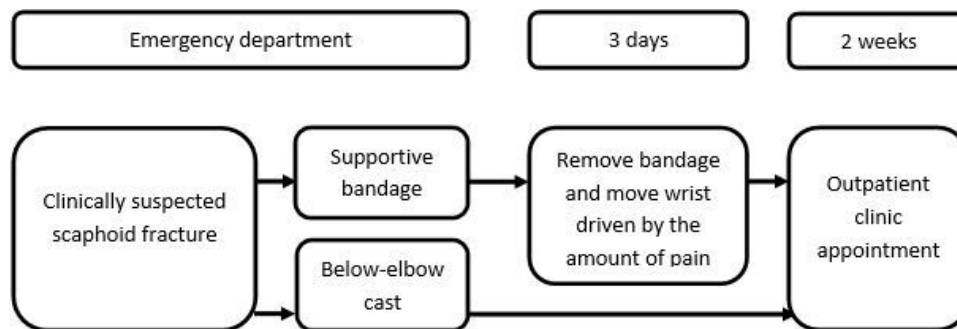 Emergency department
3 days
2 weeks
Clinically suspected
scaphoid fracture
Supportive
bandage
Below-elbow
cast
Remove bandage
and move wrist
driven by the
amount of pain
Outpatient
clinic
appointment